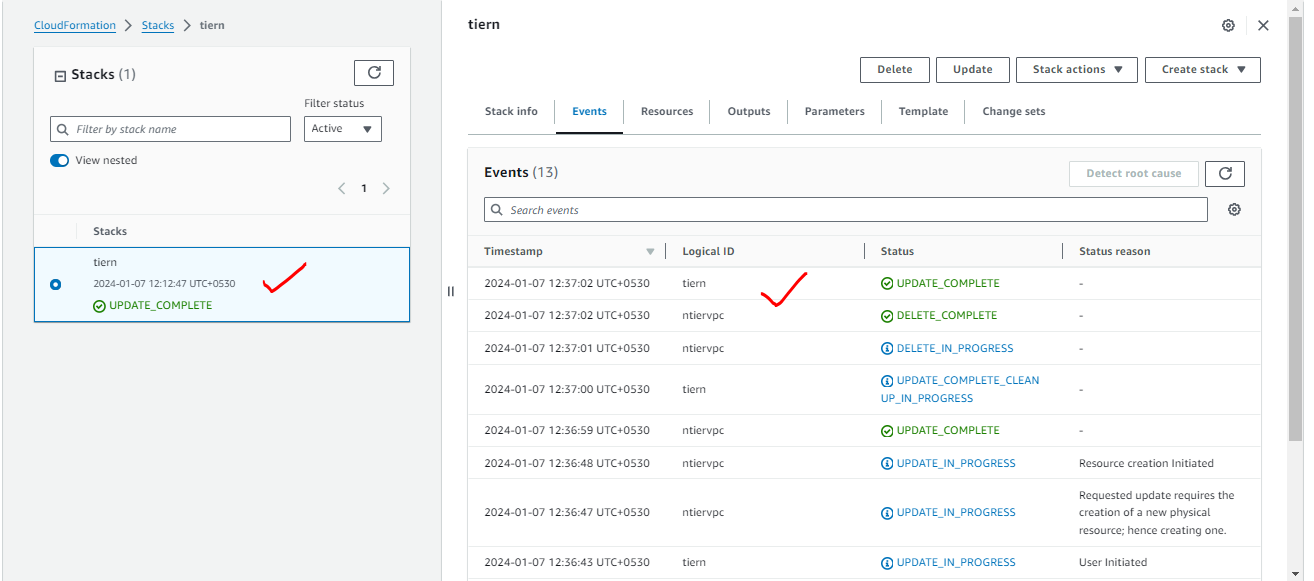 CloudFormation > Stacks > tiern
Stacks (1)
Filter status
Filter by stack name
Active
View nested
1
Stacks
tiern
2024-01-07 12:12:47 UTC+0530
UPDATE_COMPLETE
tiern
Delete Update Stack actions Create stack
Stack info Events Resources Outputs Parameters Template Change sets
Events (13)
Detect root cause
Search events
Timestamp Logical ID Status Status reason
2024-01-07 12:37:02 UTC+0530 tiern UPDATE_COMPLETE -
2024-01-07 12:37:02 UTC+0530 ntiervpc DELETE_COMPLETE -
2024-01-07 12:37:01 UTC+0530 ntiervpc DELETE_IN_PROGRESS -
2024-01-07 12:37:00 UTC+0530 tiern UPDATE_COMPLETE_CLEAN
UP_IN_PROGRESS -
2024-01-07 12:36:59 UTC+0530 ntiervpc UPDATE_COMPLETE -
2024-01-07 12:36:48 UTC+0530 ntiervpc UPDATE_IN_PROGRESS Resource creation Initiated
2024-01-07 12:36:47 UTC+0530 ntiervpc UPDATE_IN_PROGRESS Requested update requires the
creation of a new physical
resource; hence creating one.
2024-01-07 12:36:43 UTC+0530 tiern UPDATE_IN_PROGRESS User Initiated